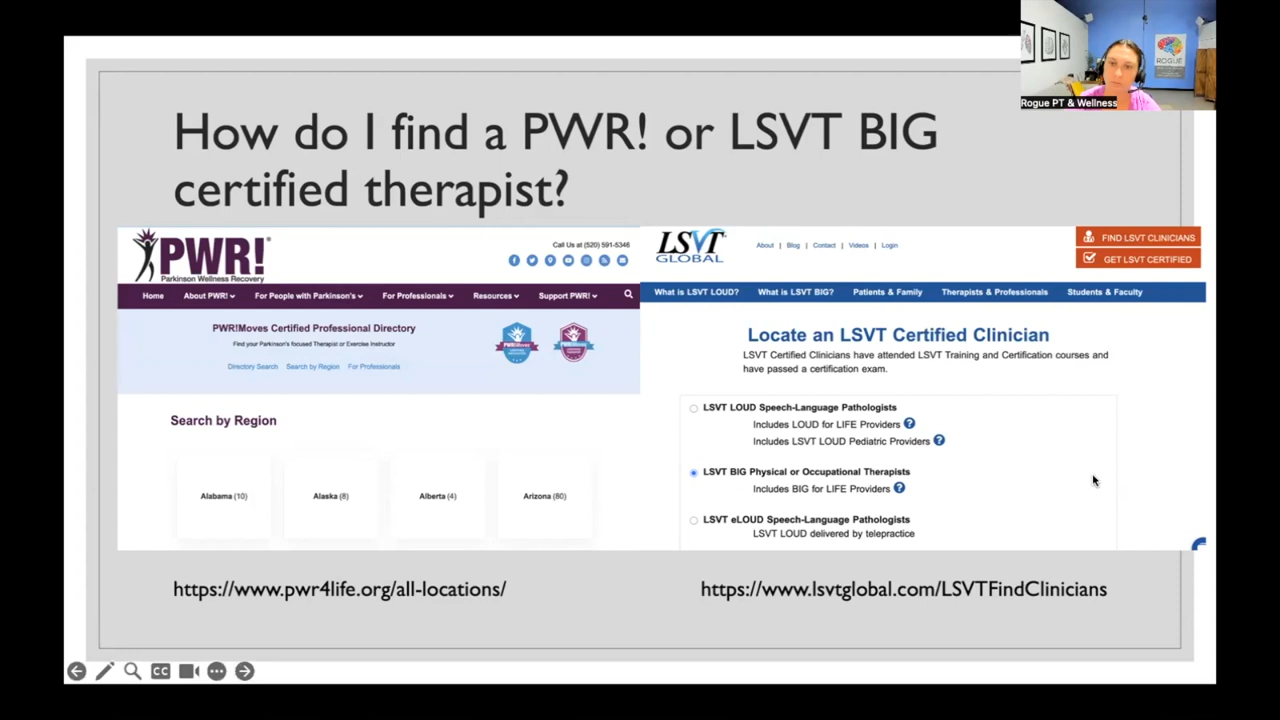 ROGUE
Rogue PT & Wellness
How do I find a PWR! or LSVT BIG
certified therapist?
PWR!
Parkinson Wellness Recovery
Call Us at (520) 591-5346
Home About PWR! For People with Parkinson's For Professionals Resources Support PWR!
PWR!Moves Certified Professional Directory
Find your Parkinson's focused Therapist or Exercise Instructor
Directory Search Search by Region For Professionals
Search by Region
Alabama (10) Alaska (8) Alberta (4) Arizona (80)
LSVT
GLOBAL
About | Blog | Contact | Videos | Login
FIND LSVT CLINICIANS
GET LSVT CERTIFIED
What is LSVT LOUD? What is LSVT BIG? Patients & Family Therapists & Professionals Students & Faculty
Locate an LSVT Certified Clinician
LSVT Certified Clinicians have attended LSVT Training and Certification courses and
have passed a certification exam.
LSVT LOUD Speech-Language Pathologists
Includes LOUD for LIFE Providers ?
Includes LSVT LOUD Pediatric Providers ?
LSVT BIG Physical or Occupational Therapists
Includes BIG for LIFE Providers ?
LSVT eLOUD Speech-Language Pathologists
LSVT LOUD delivered by telepractice
https://www.pwr4life.org/all-locations/
https://www.lsvtglobal.com/LSVTFindClinicians
CC